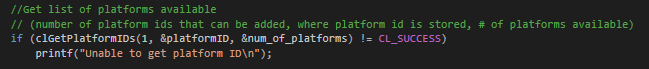 //Get list of platforms available
// (number of platform ids that can be added, where platform id is stored, # of platforms available)
if (clGetPlatformIDs(1, &platformID, &num_of_platforms) != CL_SUCCESS)
    printf("Unable to get platform ID\n");